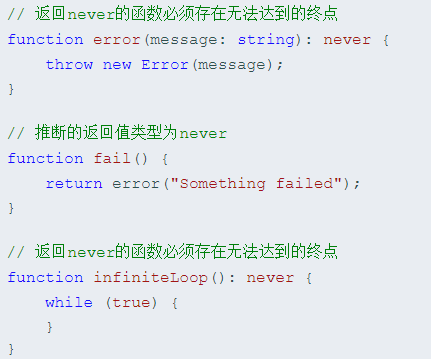 // 返回never的函数必须存在无法达到的终点
function error(message: string): never {
    throw new Error(message);
}

// 推断的返回值类型为never
function fail() {
    return error("Something failed");
}

// 返回never的函数必须存在无法达到的终点
function infiniteLoop(): never {
    while (true) {
    }
}